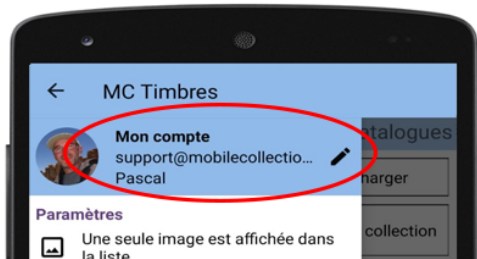 MC Timbres
Mon compte
support@mobilecollectio...
Pascal
atalogues
harger
Paramètres
Une seule image est affichée dans
la liste
collection